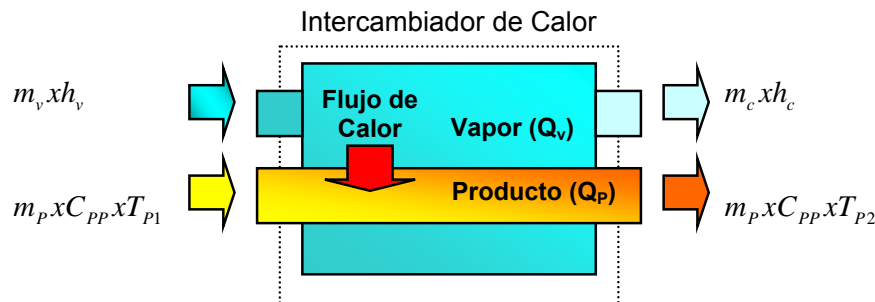 Intercambiador de Calor
m_v x h_v
Flujo de
Calor
Vapor (Q_v)
m_c x h_c
m_P x C_PP x T_P1
Producto (Q_P)
m_P x C_PP x T_P2